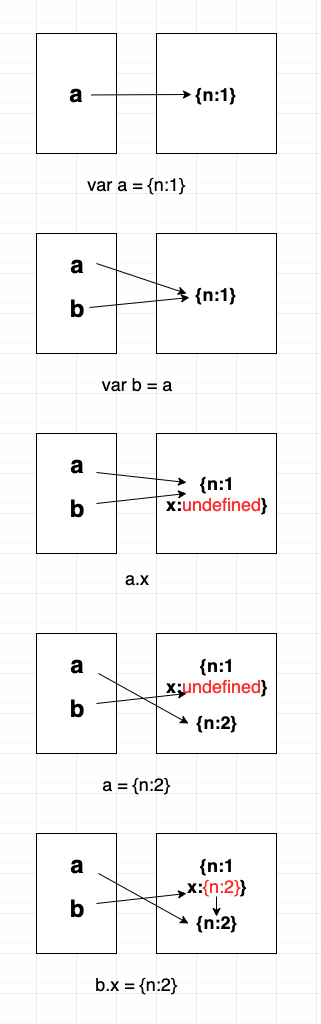 a {n:1}
var a = {n:1}
a
b {n:1}
var b = a
a
b
{n:1
x:undefined}
a.x
a
b
{n:1
x:undefined}
{n:2}
a = {n:2}
a
b
{n:1
x:{n:2}}
{n:2}
b.x = {n:2}